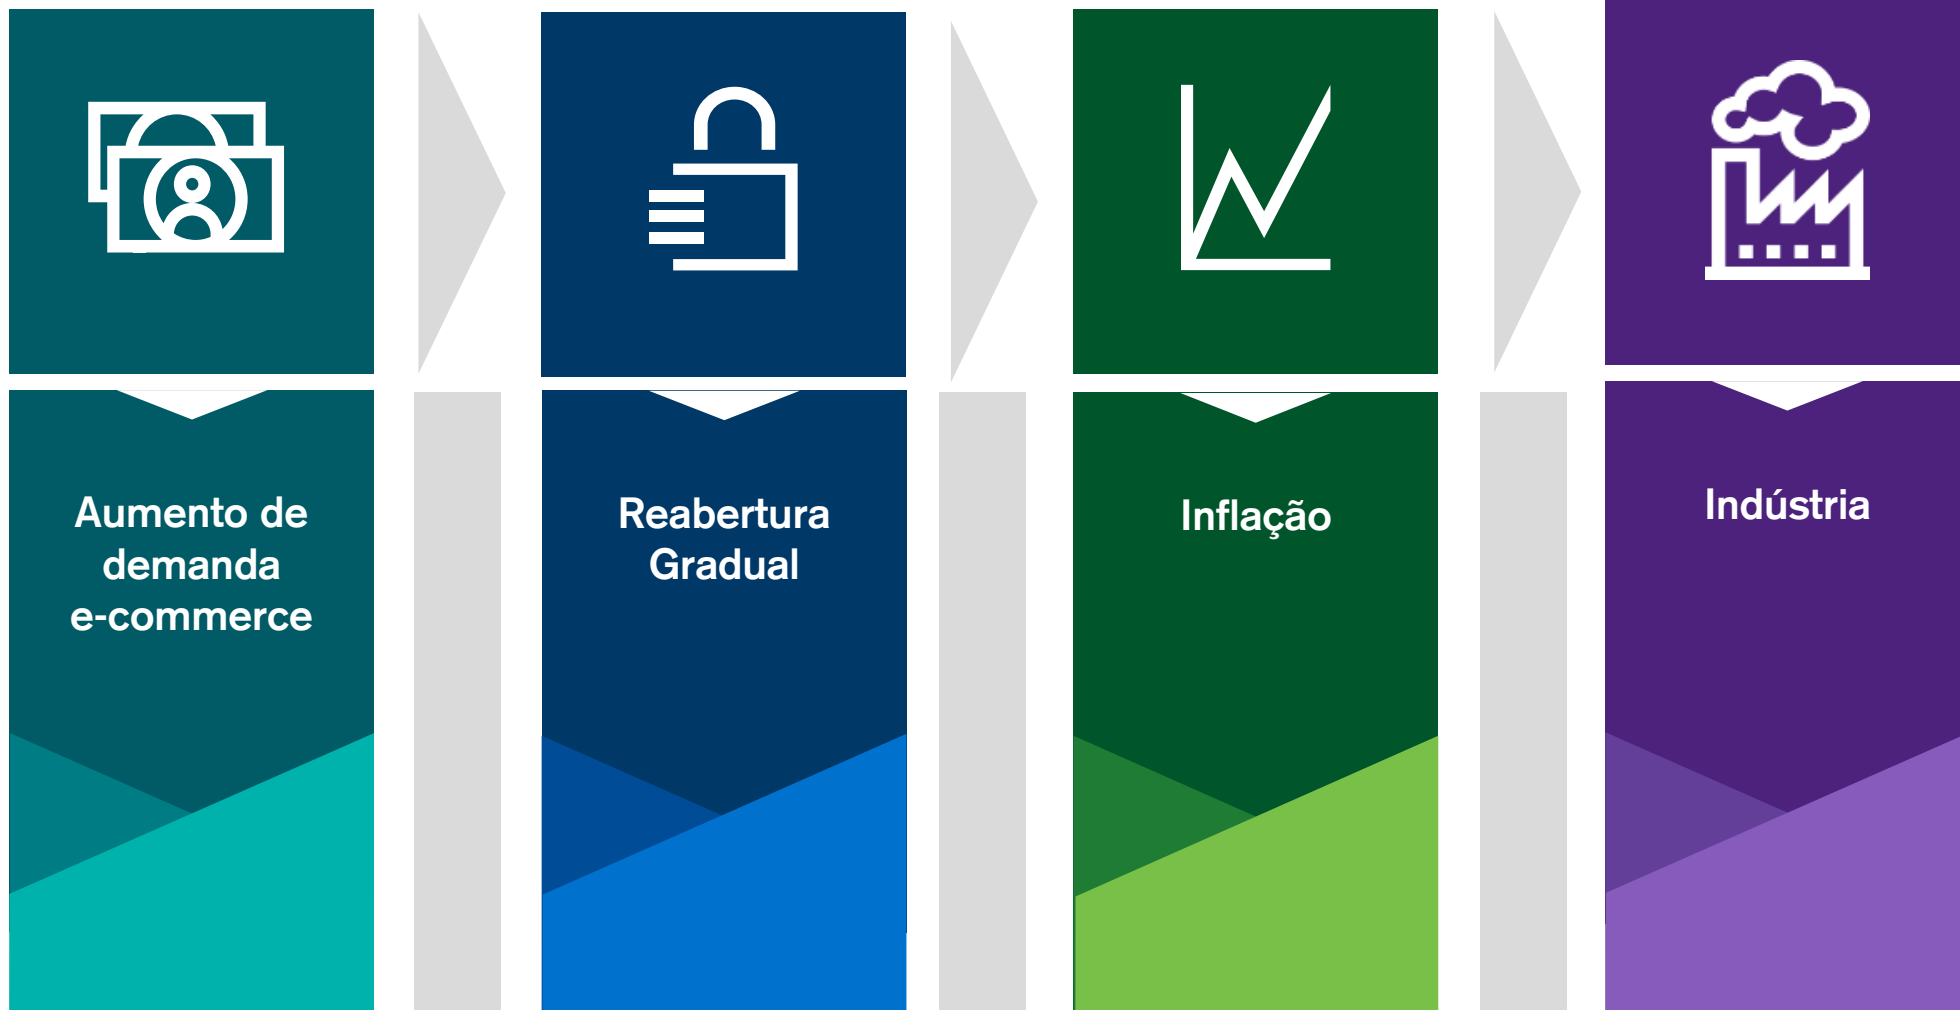 Aumento de
demanda
e-commerce
Reabertura
Gradual
Inflação
Indústria